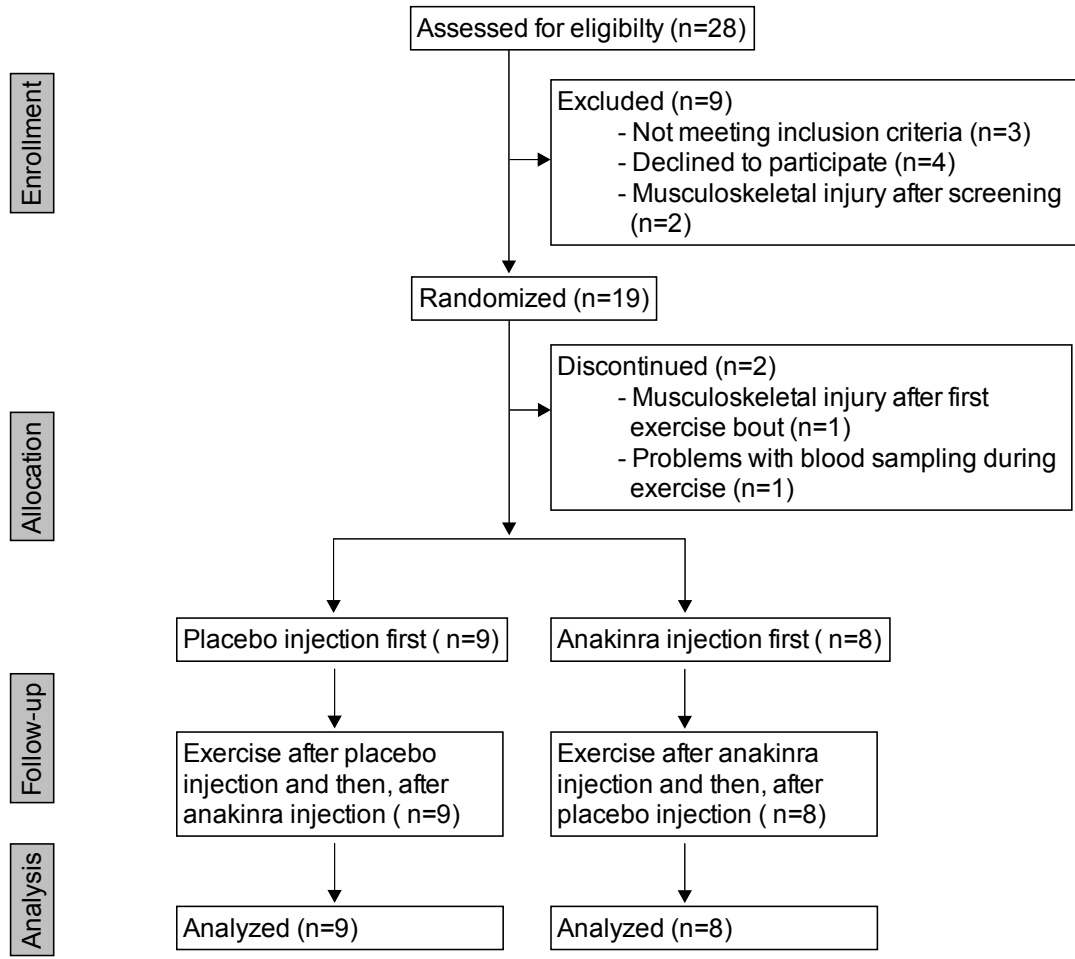 Assessed for eligibilty (n=28)
Enrollment
Excluded (n=9)
- Not meeting inclusion criteria (n=3)
- Declined to participate (n=4)
- Musculoskeletal injury after screening
(n=2)
Randomized (n=19)
Allocation
Discontinued (n=2)
- Musculoskeletal injury after first
exercise bout (n=1)
- Problems with blood sampling during
exercise (n=1)
Placebo injection first ( n=9)
Anakinra injection first ( n=8)
Follow-up
Exercise after placebo
injection and then, after
anakinra injection ( n=9)
Exercise after anakinra
injection and then, after
placebo injection ( n=8)
Analysis
Analyzed (n=9)
Analyzed (n=8)